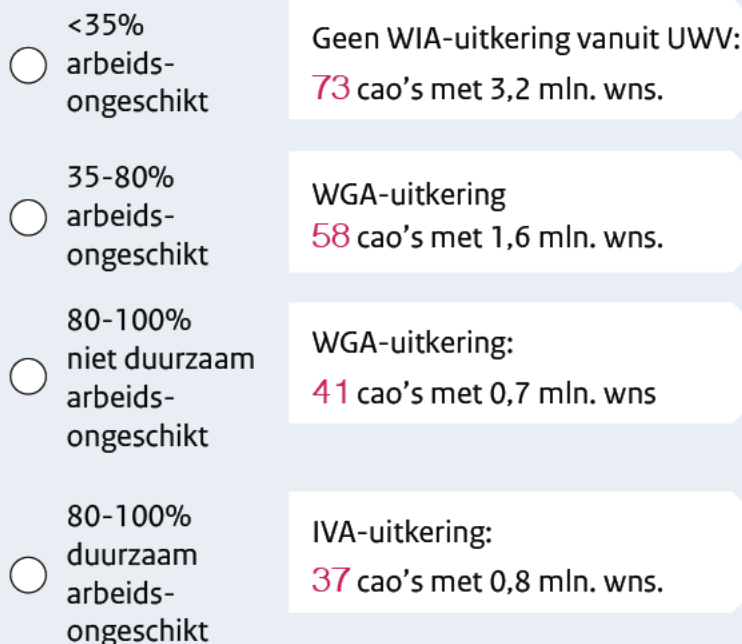 <35%
arbeids-
ongeschikt
Geen WIA-uitkering vanuit UWV:
73 cao's met 3,2 mln. wns.
35-80%
arbeids-
ongeschikt
WGA-uitkering
58 cao's met 1,6 mln. wns.
80-100%
niet duurzaam
arbeids-
ongeschikt
WGA-uitkering:
41 cao's met 0,7 mln. wns
80-100%
duurzaam
arbeids-
ongeschikt
IVA-uitkering:
37 cao's met 0,8 mln. wns.